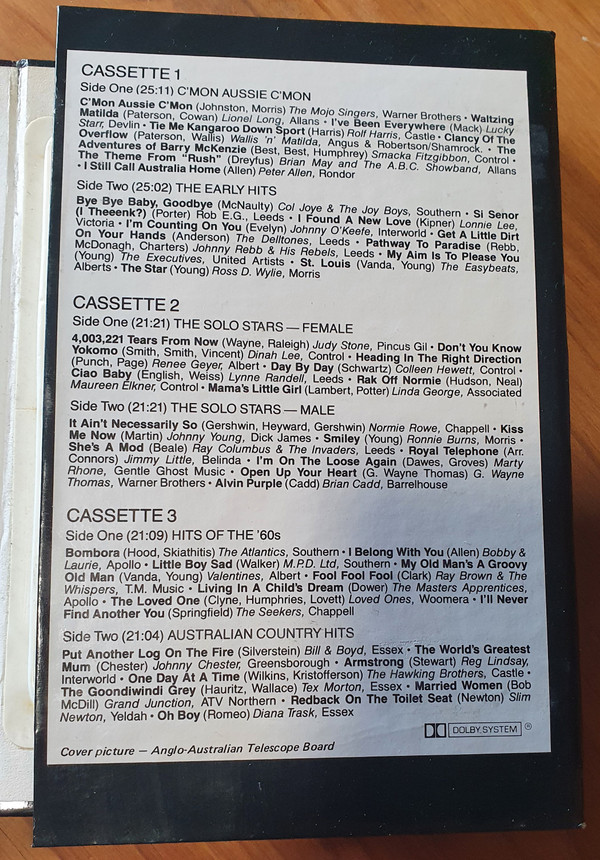 CASSETTE 1
Side One (25:11) C'MON AUSSIE C'MON
C'Mon Aussie C'Mon (Johnston, Morris) The Mojo Singers, Warner Brothers • Waltzing
Matilda (Paterson, Cowan) Lionel Long, Allans • I've Been Everywhere (Mack) Lucky
Starr, Devlin • Tie Me Kangaroo Down Sport (Harris) Rolf Harris, Castle • Clancy Of The
Overflow (Paterson, Wallis) Wallis 'n' Matilda, Angus & Robertson/Shamrock. • The
Adventures of Barry McKenzie (Best, Best, Humphrey) Smacka Fitzgibbon, Control •
The Theme From "Rush" (Dreyfus) Brian May and The A.B.C. Showband, Allans
• I Still Call Australia Home (Allen) Peter Allen, Rondor
Side Two (25:02) THE EARLY HITS
Bye Bye Baby, Goodbye (McNaulty) Col Joye & The Joy Boys, Southern • Si Senor
(I Theeenk?) (Porter) Rob E.G., Leeds • I Found A New Love (Kipner) Lonnie Lee,
Victoria • I'm Counting On You (Evelyn) Johnny O'Keefe, Interworld • Get A Little Dirt
On Your Hands (Anderson) The Delltones, Leeds • Pathway To Paradise (Rebb,
McDonagh, Charters) Johnny Rebb & His Rebels, Leeds • My Aim Is To Please You
(Young) The Executives, United Artists • St. Louis (Vanda, Young) The Easybeats,
Alberts • The Star (Young) Ross D. Wylie, Morris
CASSETTE 2
Side One (21:21) THE SOLO STARS — FEMALE
4,003,221 Tears From Now (Wayne, Raleigh) Judy Stone, Pincus Gil • Don't You Know
Yokomo (Smith, Smith, Vincent) Dinah Lee, Control • Heading In The Right Direction
(Punch, Page) Renee Geyer, Albert • Day By Day (Schwartz) Colleen Hewett, Control •
Ciao Baby (English, Weiss) Lynne Randell, Leeds • Rak Off Normie (Hudson, Neal)
Maureen Elkner, Control • Mama's Little Girl (Lambert, Potter) Linda George, Associated
Side Two (21:21) THE SOLO STARS — MALE
It Ain't Necessarily So (Gershwin, Heyward, Gershwin) Normie Rowe, Chappell • Kiss
Me Now (Martin) Johnny Young, Dick James • Smiley (Young) Ronnie Burns, Morris •
She's A Mod (Beale) Ray Columbus & The Invaders, Leeds • Royal Telephone (Arr.
Connors) Jimmy Little, Belinda • I'm On The Loose Again (Dawes, Groves) Marty
Rhone, Gentle Ghost Music • Open Up Your Heart (G. Wayne Thomas) G. Wayne
Thomas, Warner Brothers • Alvin Purple (Cadd) Brian Cadd, Barrelhouse
CASSETTE 3
Side One (21:09) HITS OF THE '60s
Bombora (Hood, Skiathitis) The Atlantics, Southern • I Belong With You (Allen) Bobby &
Laurie, Apollo • Little Boy Sad (Walker) M.P.D. Ltd, Southern • My Old Man's A Groovy
Old Man (Vanda, Young) Valentines, Albert • Fool Fool Fool (Clark) Ray Brown & The
Whispers, T.M. Music • Living In A Child's Dream (Dower) The Masters Apprentices,
Apollo • The Loved One (Clyne, Humphries, Lovett) Loved Ones, Woomera • I'll Never
Find Another You (Springfield) The Seekers, Chappell
Side Two (21:04) AUSTRALIAN COUNTRY HITS
Put Another Log On The Fire (Silverstein) Bill & Boyd, Essex • The World's Greatest
Mum (Chester) Johnny Chester, Greensborough • Armstrong (Stewart) Reg Lindsay,
Interworld • One Day At A Time (Wilkins, Kristofferson) The Hawking Brothers, Castle •
The Goondiwindi Grey (Hauritz, Wallace) Tex Morton, Essex • Married Women (Bob
McDill) Grand Junction, ATV Northern • Redback On The Toilet Seat (Newton) Slim
Newton, Yeldah • Oh Boy (Romeo) Diana Trask, Essex
DOLBY SYSTEM ®
Cover picture — Anglo-Australian Telescope Board